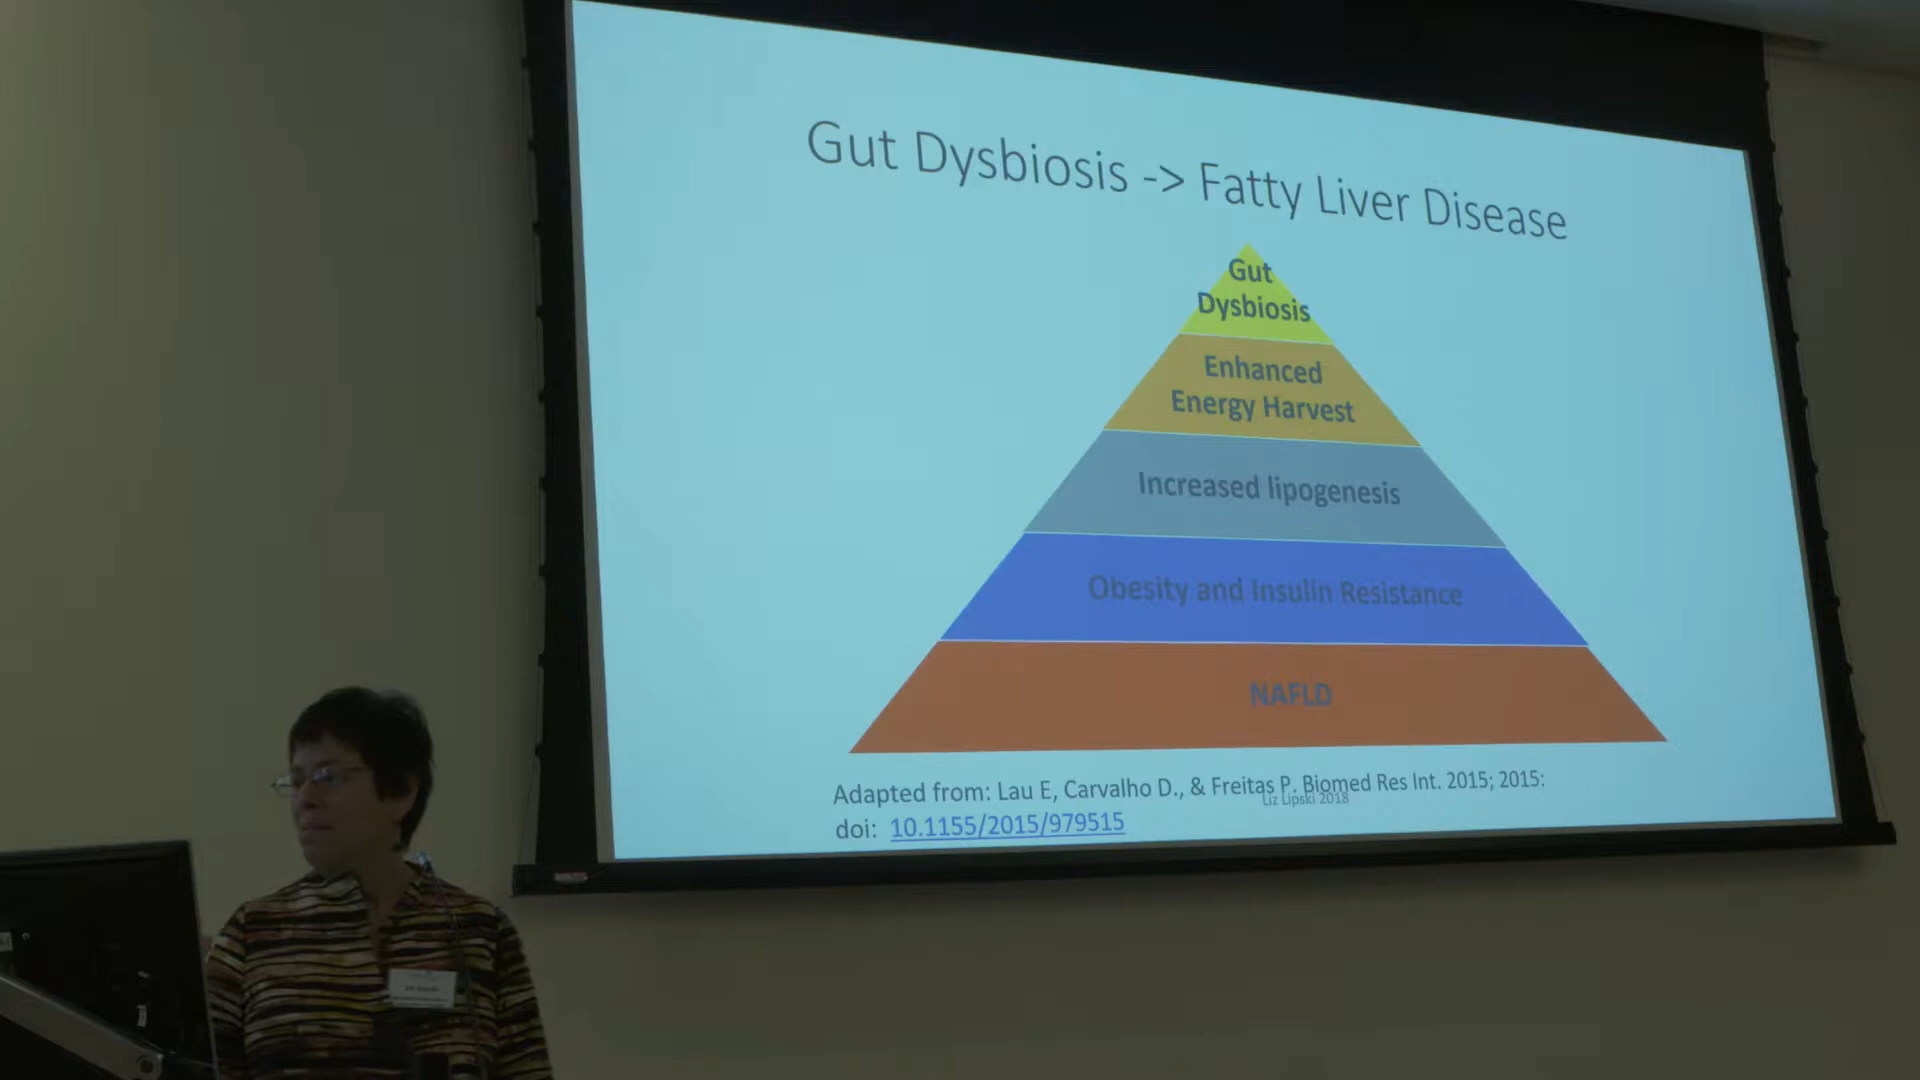 Gut Dysbiosis -> Fatty Liver Disease
Gut
Dysbiosis
Enhanced
Energy Harvest
Increased lipogenesis
Obesity and Insulin Resistance
NAFLD
Adapted from: Lau E, Carvalho D., & Freitas P. Biomed Res Int. 2015; 2015:
Liz Lipski 2018
doi: 10.1155/2015/979515